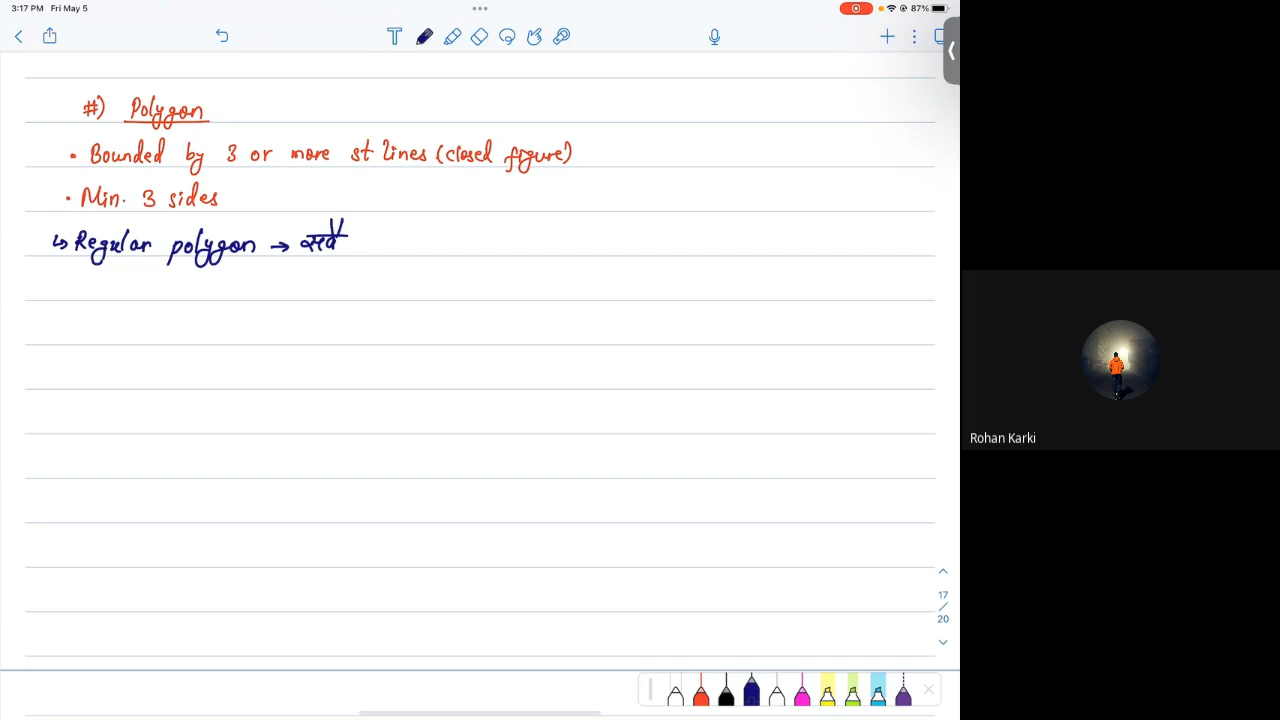 3:17 PM Fri May 5
87%
#) Polygon
• Bounded by 3 or more st lines (closed figure)
• Min. 3 sides
↳ Regular polygon →
Rohan Karki
17
/
20